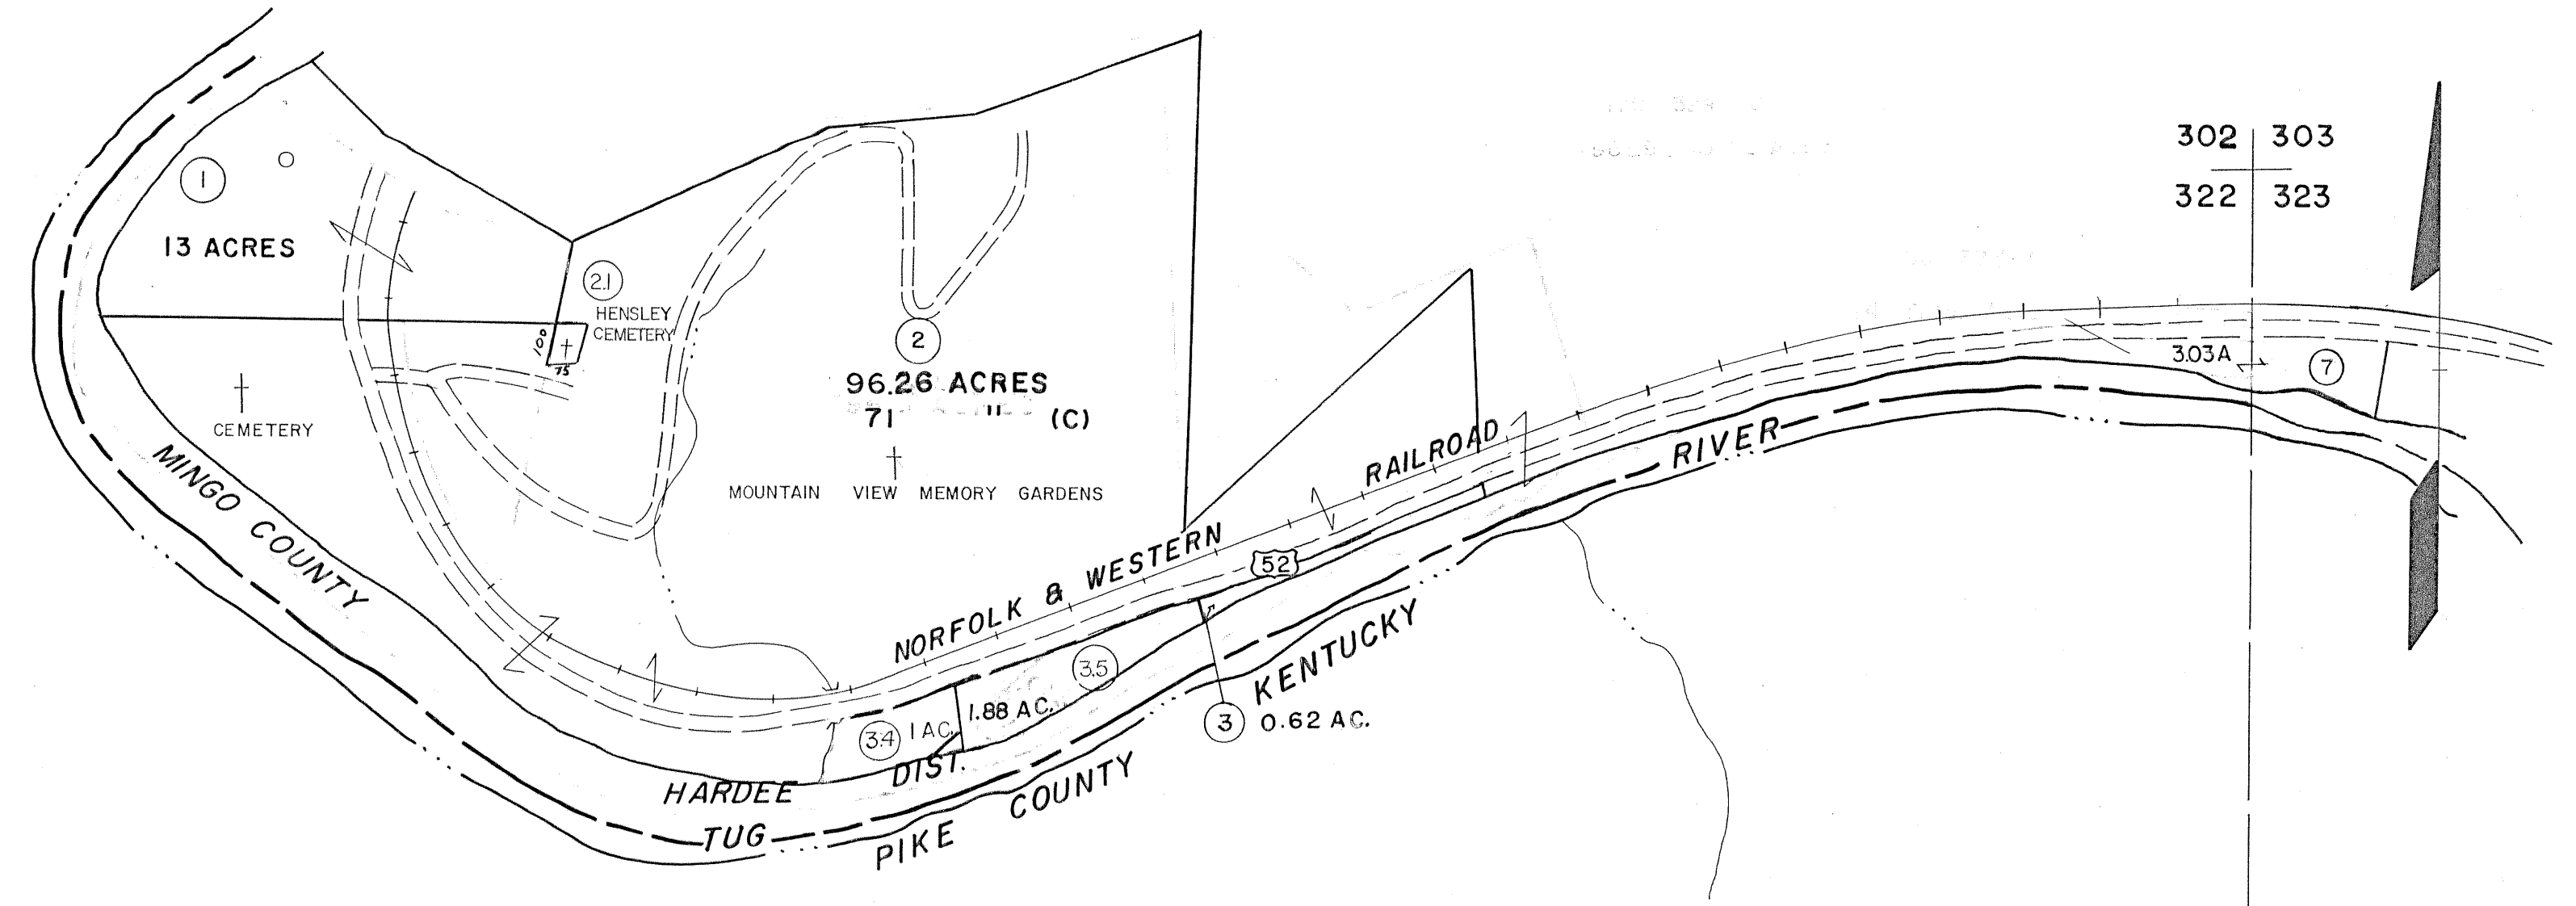 302 303
322 323
1
13 ACRES
2.1
HENSLEY
CEMETERY
100
75
2
96.26 ACRES
71 " (C)
CEMETERY
MOUNTAIN VIEW MEMORY GARDENS
3.03A
7
MINGO COUNTY
NORFOLK & WESTERN RAILROAD
52
3.5
1.88 AC.
3.4
1 AC.
3
0.62 AC.
HARDEE DIST.
TUG RIVER
PIKE COUNTY KENTUCKY